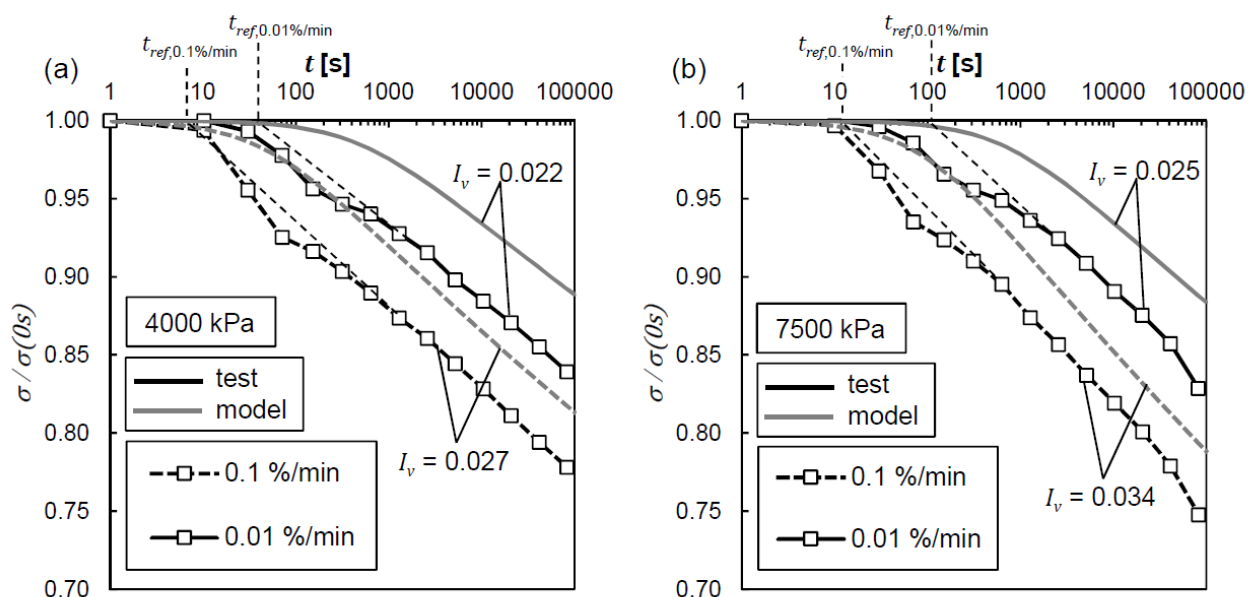 t_ref,0.01%/min
t_ref,0.1%/min
(a)
t [s]
1 10 100 1000 10000 100000
1.00
0.95
0.90
0.85
0.80
0.75
0.70
σ / σ(0s)
I_v = 0.022
4000 kPa
test
model
I_v = 0.027
0.1 %/min
0.01 %/min
t_ref,0.01%/min
t_ref,0.1%/min
(b)
t [s]
1 10 100 1000 10000 100000
1.00
0.95
0.90
0.85
0.80
0.75
0.70
σ / σ(0s)
I_v = 0.025
7500 kPa
test
model
I_v = 0.034
0.1 %/min
0.01 %/min